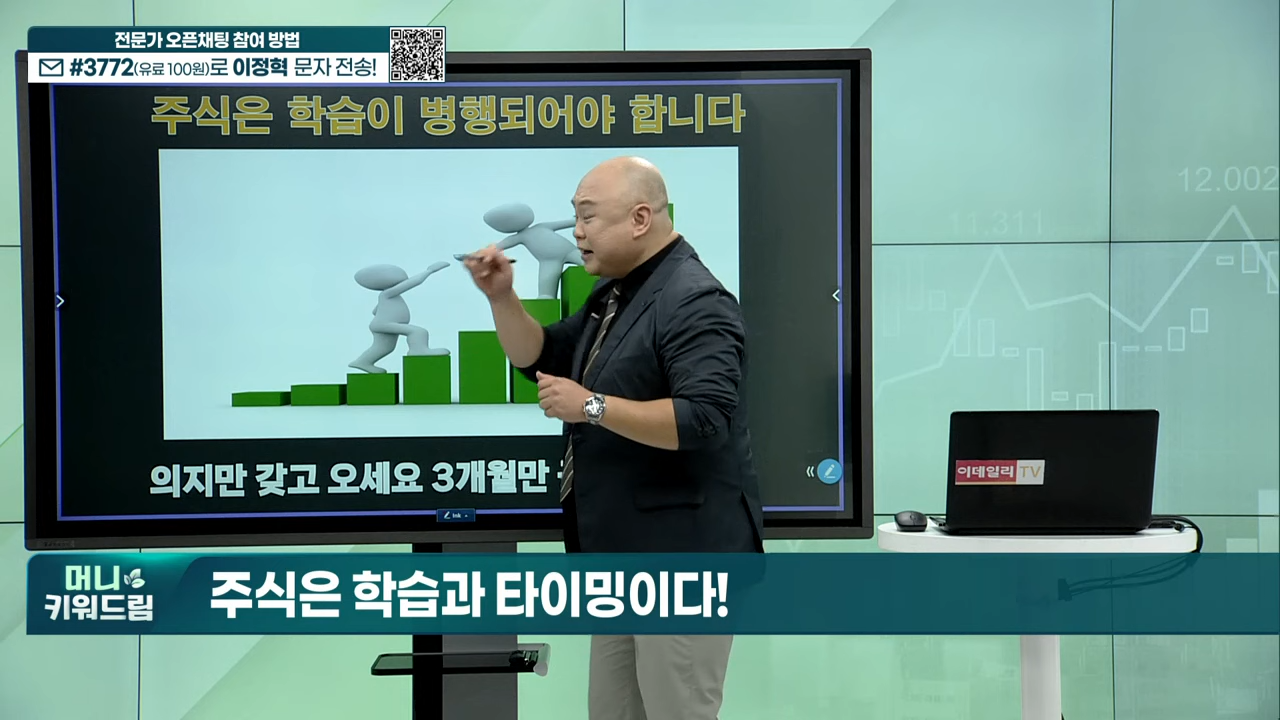 전문가 오픈채팅 참여 방법
#3772(유료 100원)로 이정혁 문자 전송!
주식은 학습이 병행되어야 합니다
12.002
11.311
의지만 갖고 오세요 3개월만
Ink
이데일리TV
머니
키워드림
주식은 학습과 타이밍이다!